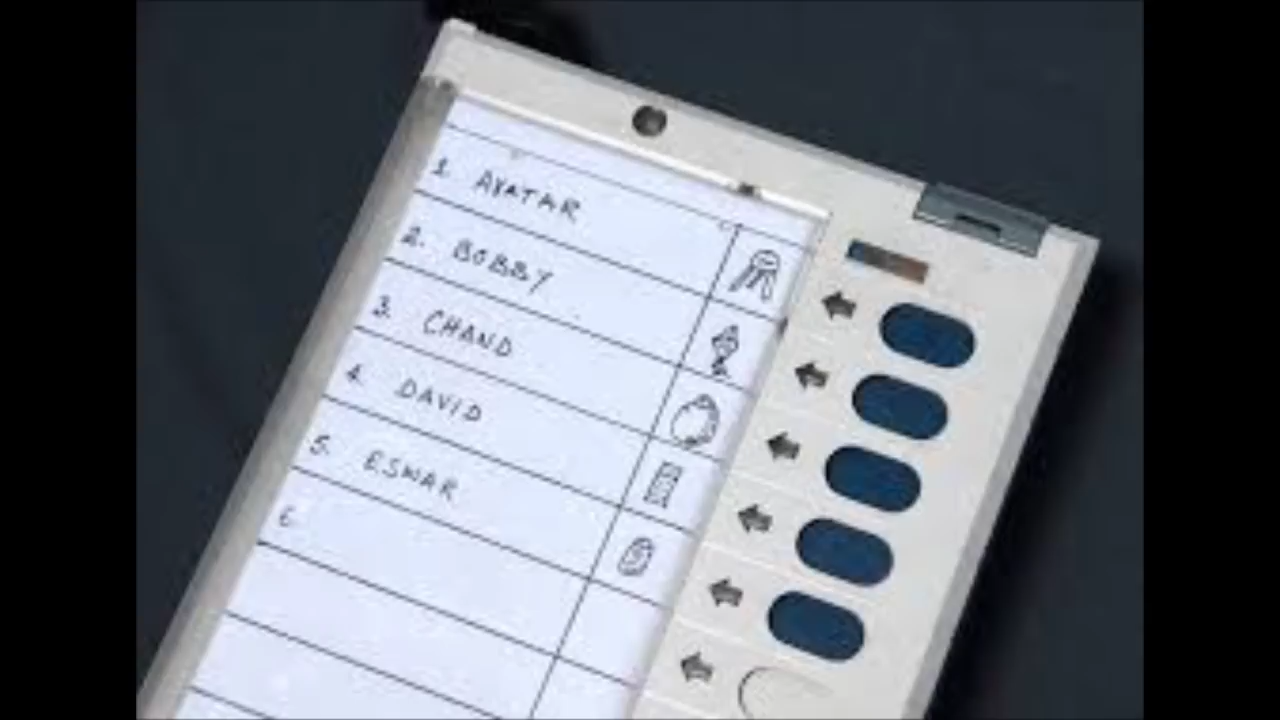 1. AVATAR
2. BOBBY
3. CHAND
4. DAVID
5. ESWAR
6.